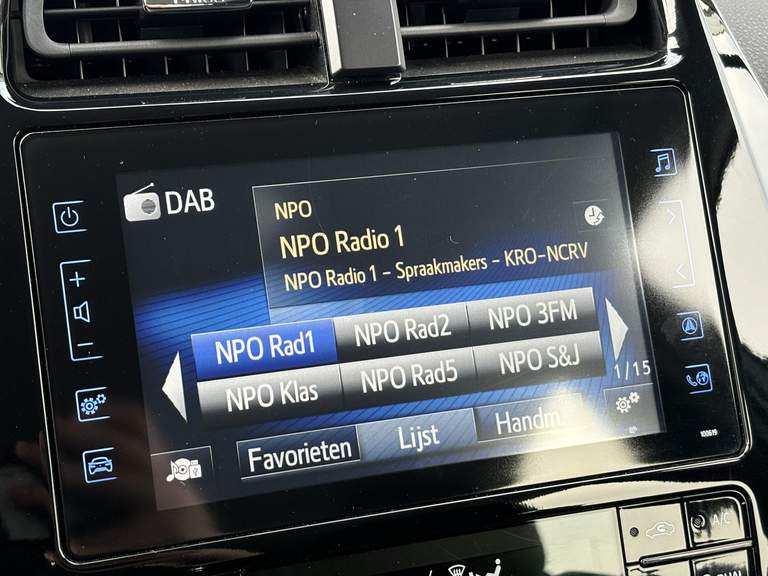 DAB
NPO
NPO Radio 1
NPO Radio 1 – Spraakmakers – KRO-NCRV
NPO Rad1 NPO Rad2 NPO 3FM
NPO Klas NPO Rad5 NPO S&J
1/15
Favorieten Lijst Handm.
100619
A/C